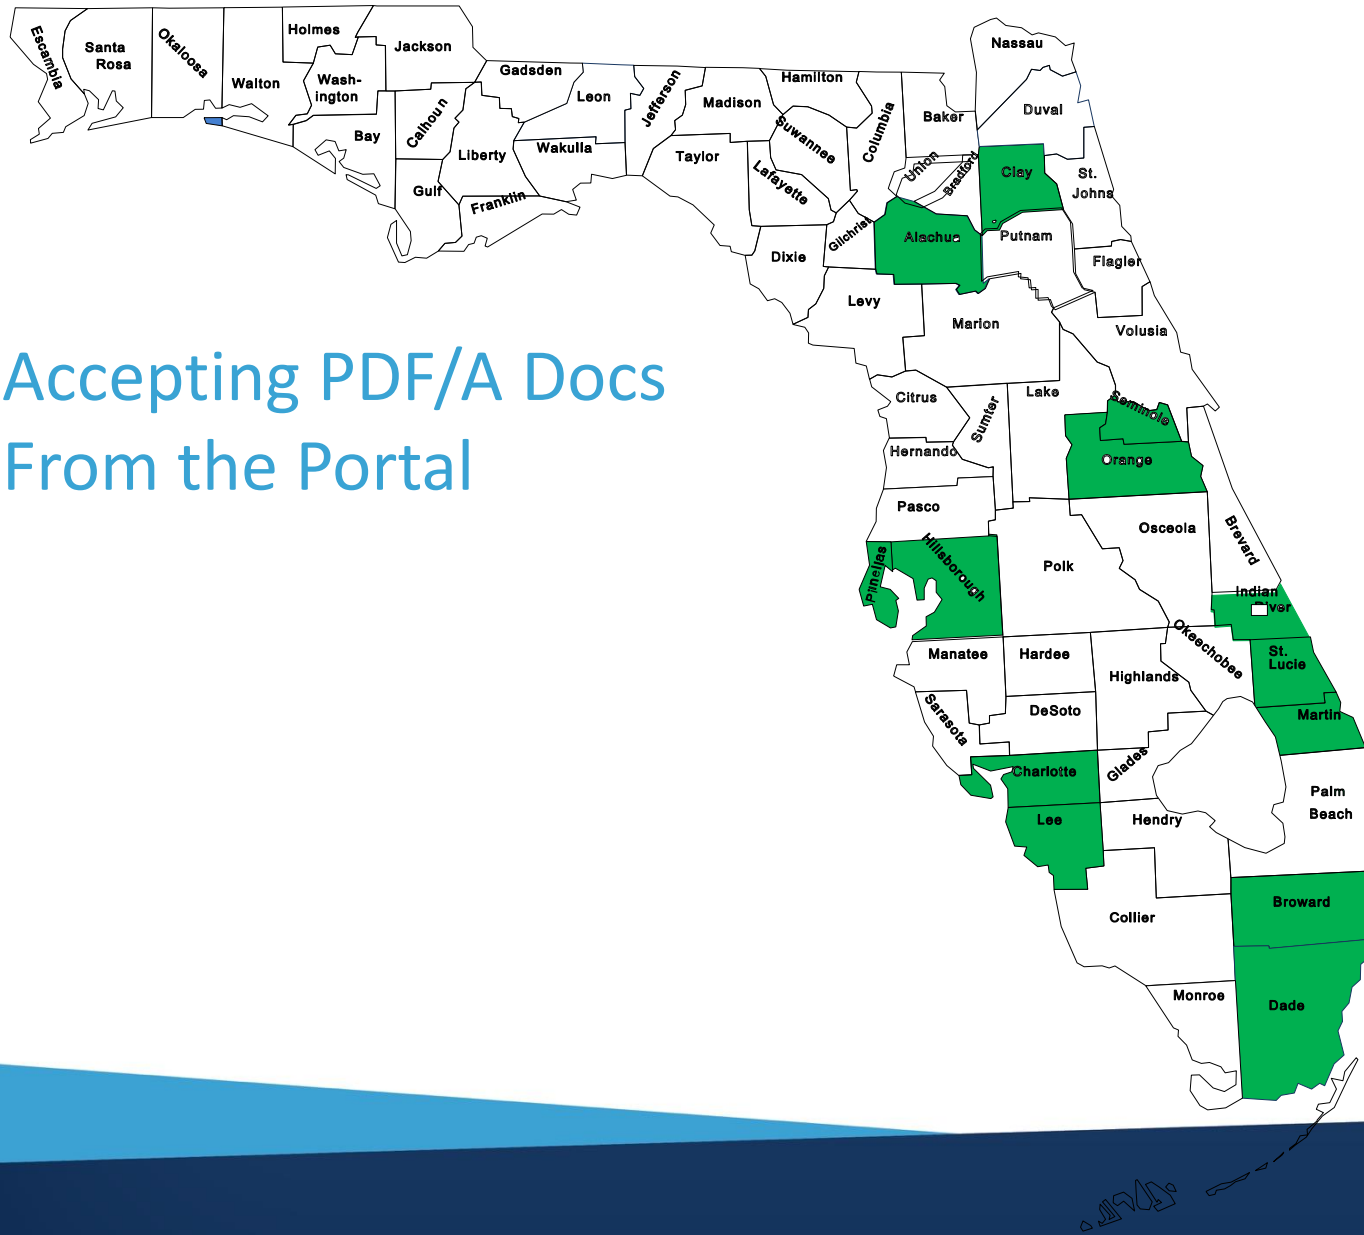 Accepting PDF/A Docs
From the Portal
Escambia
Santa
Rosa
Okaloosa
Walton
Holmes
Wash-
ington
Jackson
Bay
Calhoun
Gulf
Liberty
Gadsden
Franklin
Leon
Wakulla
Jefferson
Madison
Taylor
Hamilton
Suwannee
Lafayette
Dixie
Columbia
Gilchrist
Baker
Union
Bradford
Nassau
Duval
Clay
St.
Johns
Alachua
Putnam
Flagler
Levy
Marion
Volusia
Citrus
Sumter
Lake
Seminole
Orange
Hernando
Pasco
Pinellas
Hillsborough
Polk
Osceola
Brevard
Indian
River
Manatee
Hardee
Highlands
Okeechobee
St.
Lucie
Sarasota
DeSoto
Martin
Charlotte
Glades
Lee
Hendry
Palm
Beach
Collier
Broward
Monroe
Dade